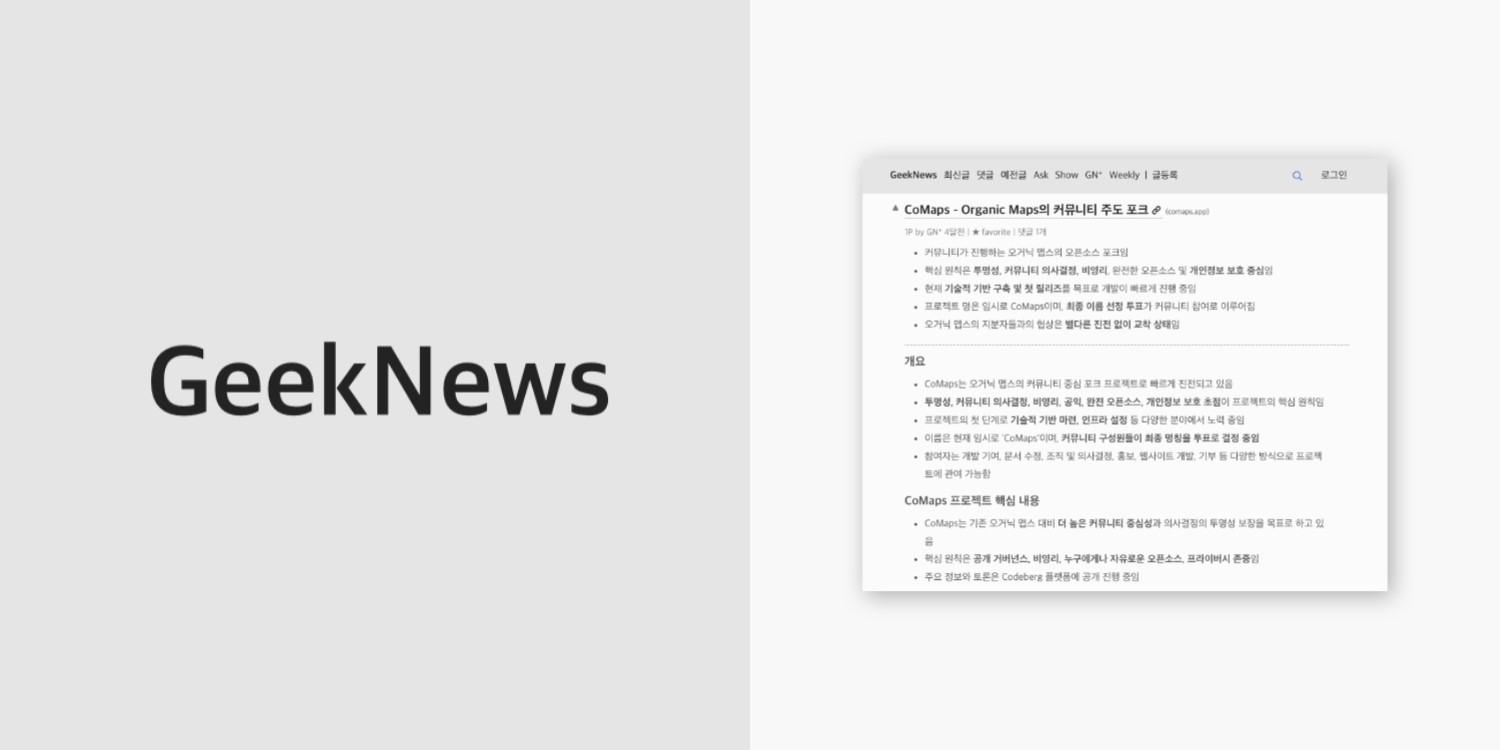 GeekNews
GeekNews 최신글 댓글 예전글 Ask Show GN⁺ Weekly | 글등록 로그인
▲ CoMaps - Organic Maps의 커뮤니티 주도 포크 (comaps.app)
1P by GN⁺ 4달전 | ★ favorite | 댓글 1개
• 커뮤니티가 진행하는 오거닉 맵스의 오픈소스 포크임
• 핵심 원칙은 투명성, 커뮤니티 의사결정, 비영리, 완전한 오픈소스 및 개인정보 보호 중심임
• 현재 기술적 기반 구축 및 첫 릴리즈를 목표로 개발이 빠르게 진행 중임
• 프로젝트 명은 임시로 CoMaps이며, 최종 이름 선정 투표가 커뮤니티 참여로 이루어짐
• 오거닉 맵스의 지분자들과의 협상은 별다른 진전 없이 교착 상태임
개요
• CoMaps는 오거닉 맵스의 커뮤니티 중심 포크 프로젝트로 빠르게 진전되고 있음
• 투명성, 커뮤니티 의사결정, 비영리, 공익, 완전 오픈소스, 개인정보 보호 초점이 프로젝트의 핵심 원칙임
• 프로젝트의 첫 단계로 기술적 기반 마련, 인프라 설정 등 다양한 분야에서 노력 중임
• 이름은 현재 임시로 'CoMaps'이며, 커뮤니티 구성원들이 최종 명칭을 투표로 결정 중임
• 참여자는 개발 기여, 문서 수정, 조직 및 의사결정, 홍보, 웹사이트 개발, 기부 등 다양한 방식으로 프로젝
트에 관여 가능함
CoMaps 프로젝트 핵심 내용
• CoMaps는 기존 오거닉 맵스 대비 더 높은 커뮤니티 중심성과 의사결정의 투명성 보장을 목표로 하고 있
음
• 핵심 원칙은 공개 거버넌스, 비영리, 누구에게나 자유로운 오픈소스, 프라이버시 존중임
• 주요 정보와 토론은 Codeberg 플랫폼에 공개 진행 중임